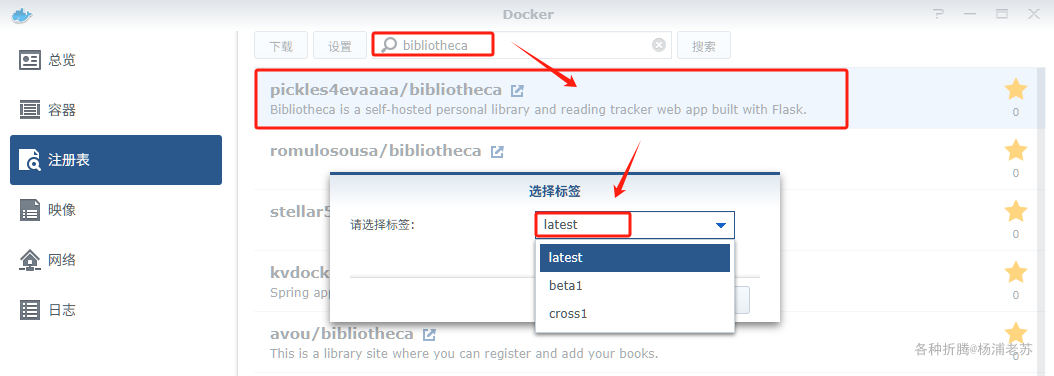 Docker
总览
容器
注册表
映像
网络
日志
下载
设置
bibliotheca
搜索
pickles4evaaaa/bibliotheca
Bibliotheca is a self-hosted personal library and reading tracker web app built with Flask.
0
romulosousa/bibliotheca
0
stellar
0
kvdock
Spring app
0
avou/bibliotheca
This is a library site where you can register and add your books.
0
选择标签
请选择标签:
latest
latest
beta1
cross1
各种折腾@杨浦老苏